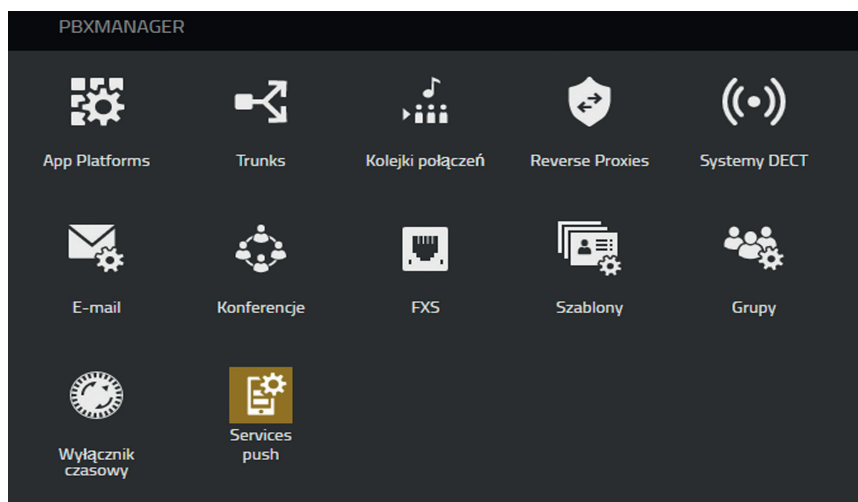 PBXMANAGER
App Platforms
Trunks
Kolejki połączeń
Reverse Proxies
Systemy DECT
E-mail
Konferencje
FXS
Szablony
Grupy
Wyłącznik
czasowy
Services
push